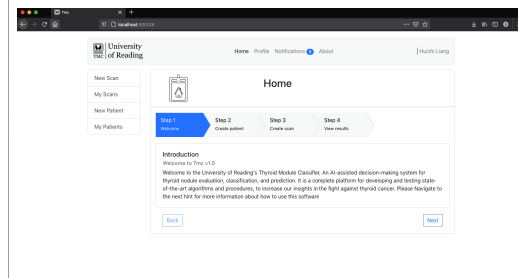 Tmc
localhost:5000/#
University
of Reading
TMC
Home Profile Notifications About
Huizhi Liang
New Scan
My Scans
New Patient
My Patients
Home
Step 1
Welcome
Step 2
Create patient
Step 3
Create scan
Step 4
View results
Introduction
Welcome to Tmc v1.0
Welcome to the University of Reading's Thyroid Module Classifier, An AI-assisted decision-making system for
thyroid nodule evaluation, classification, and prediction. It is a complete platform for developing and testing state-
of-the-art algorithms and procedures, to increase our insights in the fight against thyroid cancer. Please Navigate to
the next hint for more information about how to use this software
Back
Next